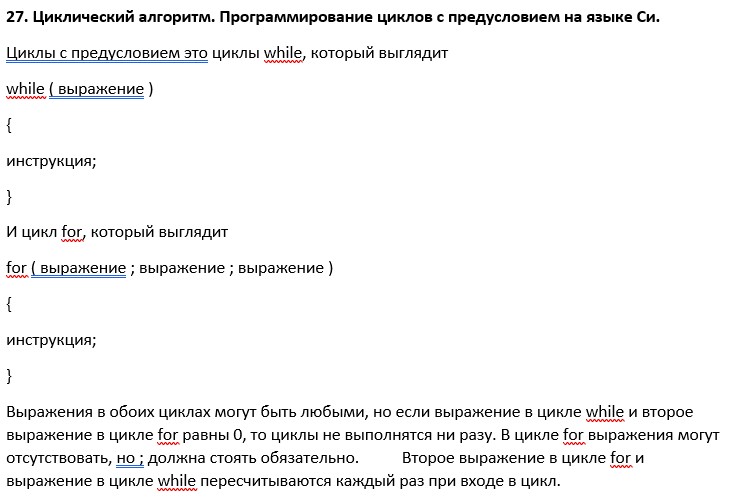 27. Циклический алгоритм. Программирование циклов с предусловием на языке Си.
Циклы с предусловием это циклы while, который выглядит
while ( выражение )
{
инструкция;
}
И цикл for, который выглядит
for ( выражение ; выражение ; выражение )
{
инструкция;
}
Выражения в обоих циклах могут быть любыми, но если выражение в цикле while и второе
выражение в цикле for равны 0, то циклы не выполнятся ни разу. В цикле for выражения могут
отсутствовать, но ; должна стоять обязательно. Второе выражение в цикле for и
выражение в цикле while пересчитываются каждый раз при входе в цикл.